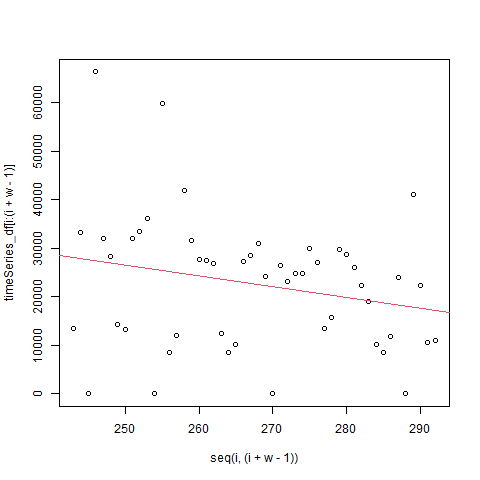 timeSeries_df[i:(i + w - 1)]
60000
50000
40000
30000
20000
10000
0
250 260 270 280 290
seq(i, (i + w - 1))